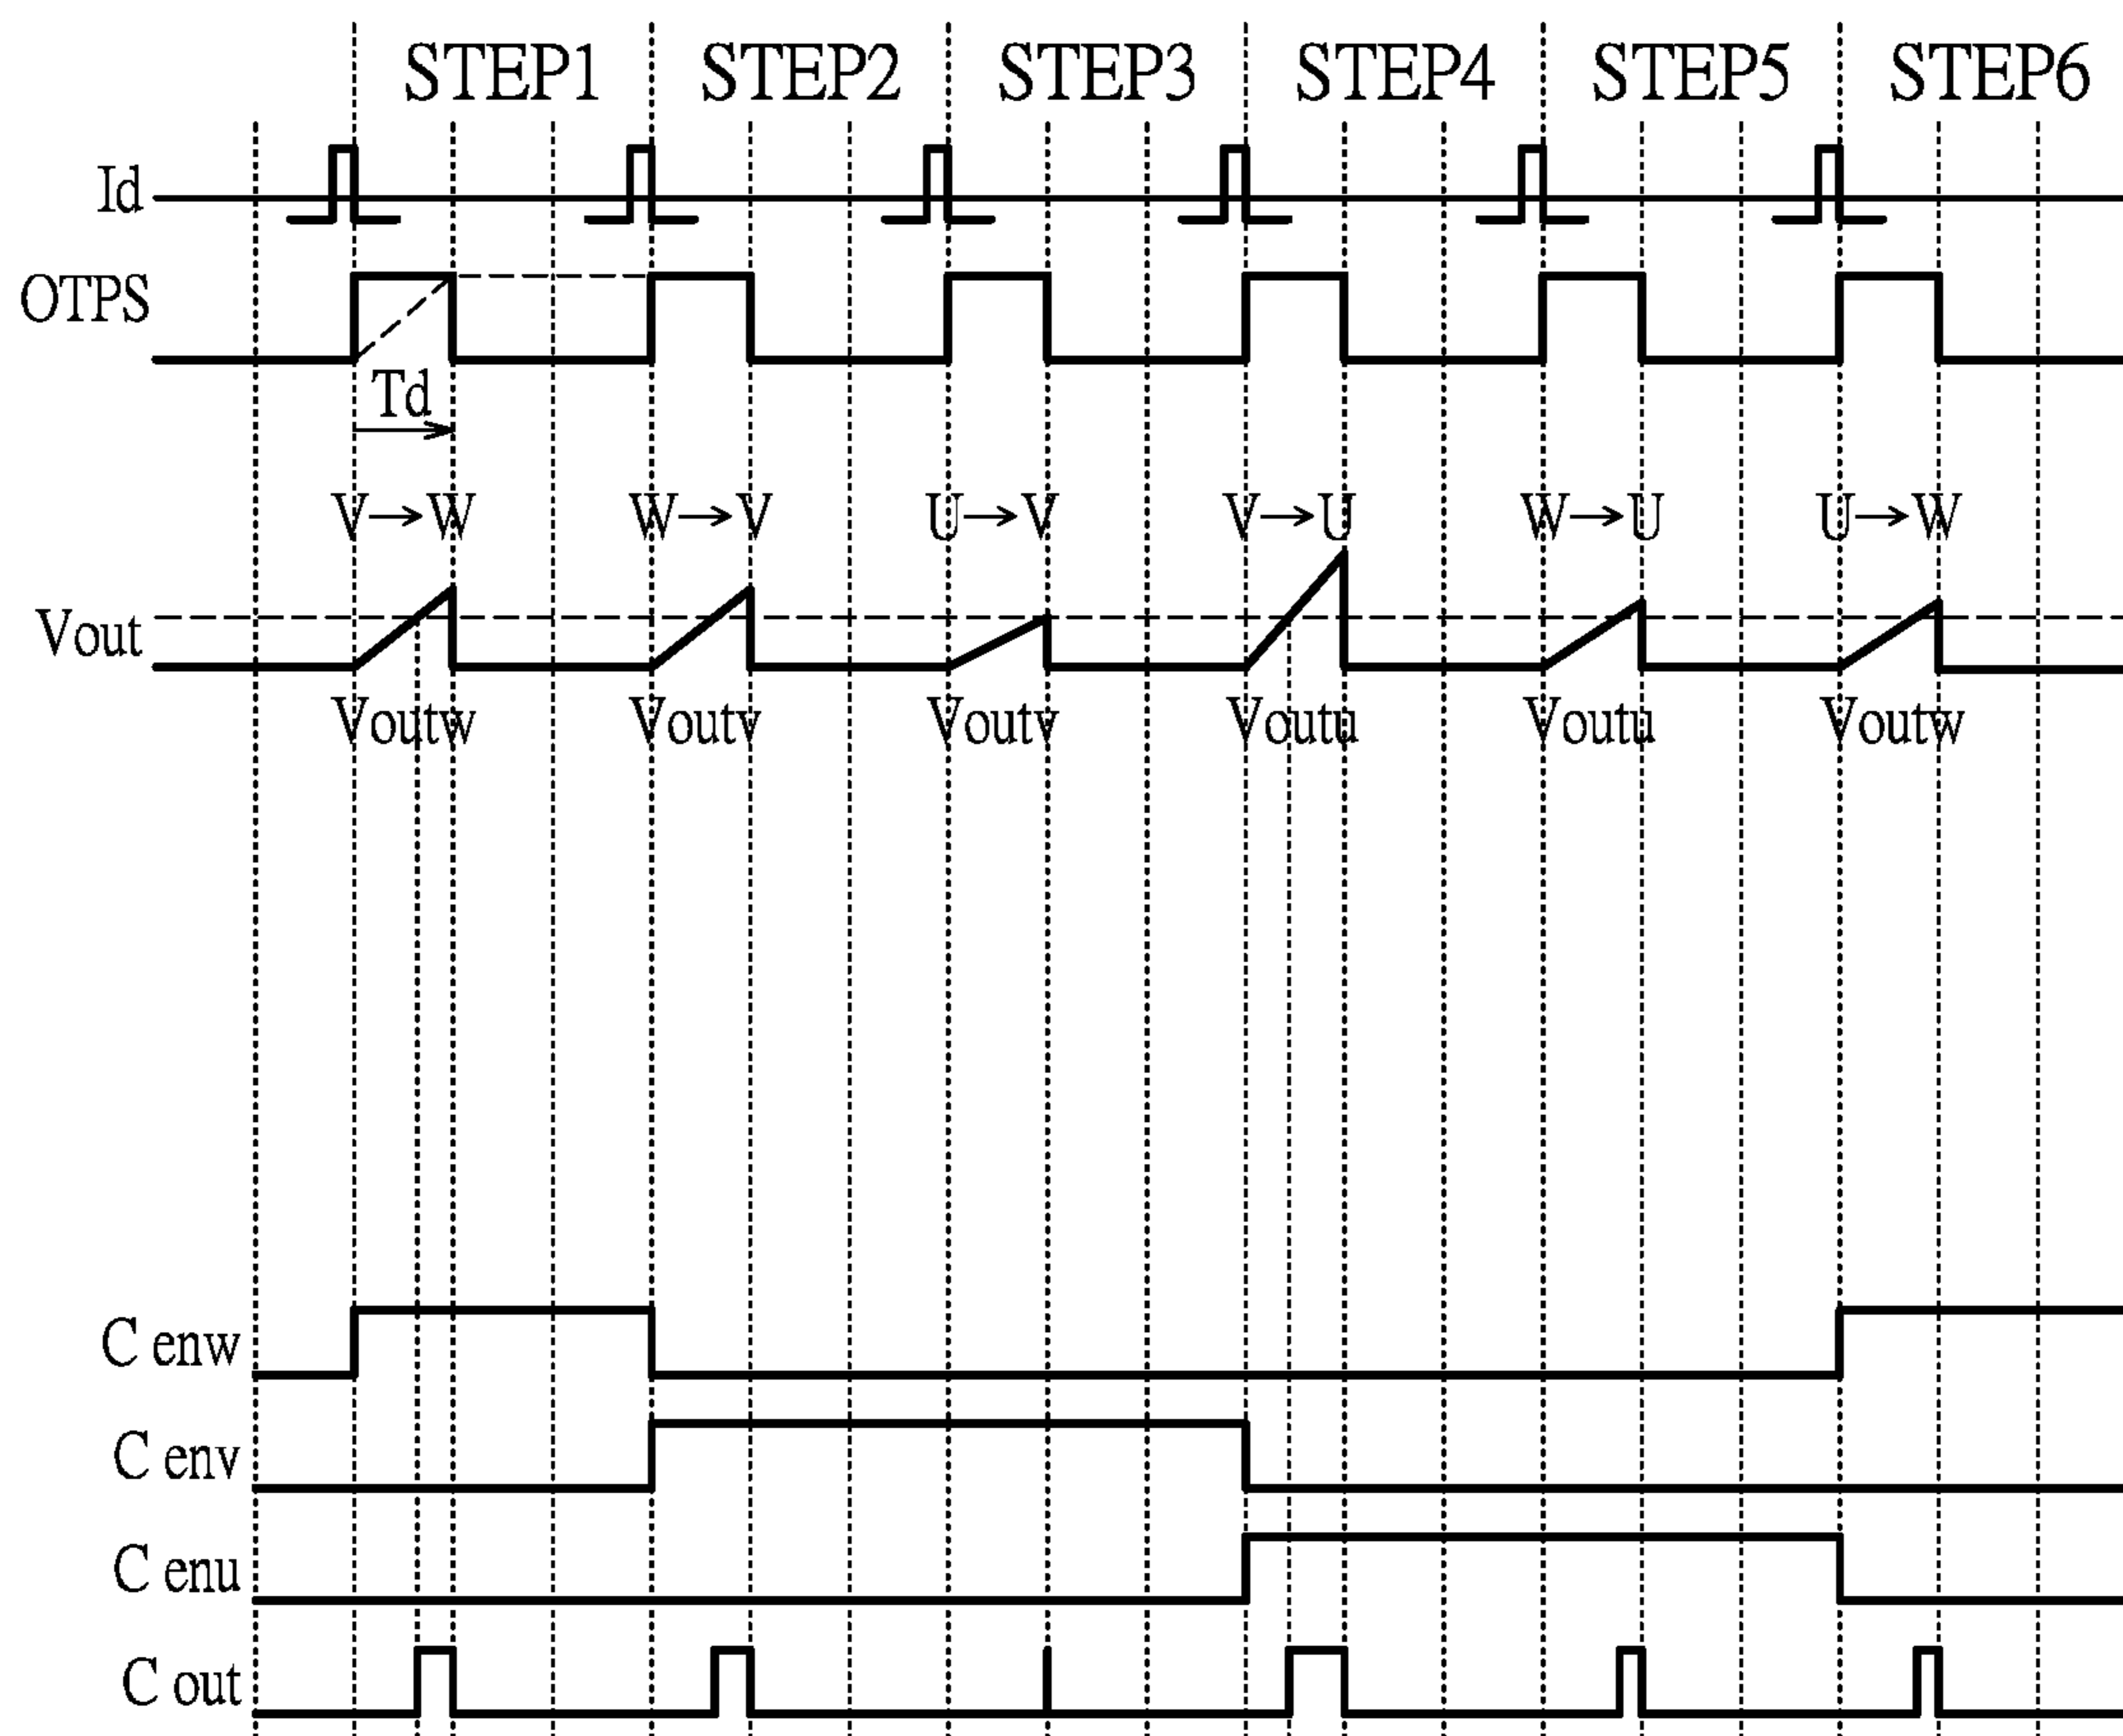 STEP1 STEP2 STEP3 STEP4 STEP5 STEP6
Id
OTPS
Td
V→W W→V U→V V→U W→U U→W
Vout
Voutw Voutv Voutv Voutu Voutu Voutw
C enw
C env
C enu
C out